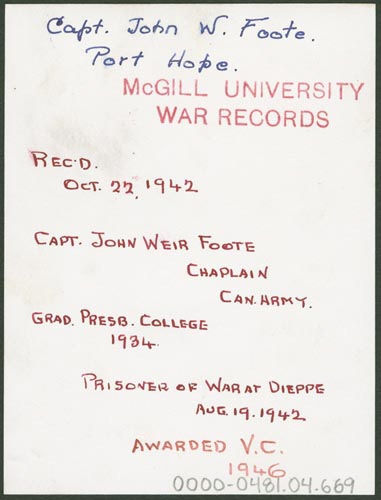 Capt. John W. Foote.
Port Hope.
McGILL UNIVERSITY
WAR RECORDS
REC'D.
OCT. 22, 1942
CAPT. JOHN WEIR FOOTE
CHAPLAIN
CAN. ARMY.
GRAD. PRESB. COLLEGE
1934
PRISONER OF WAR AT DIEPPE
AUG. 19. 1942
AWARDED V.C.
1946
0000-0481.04.669